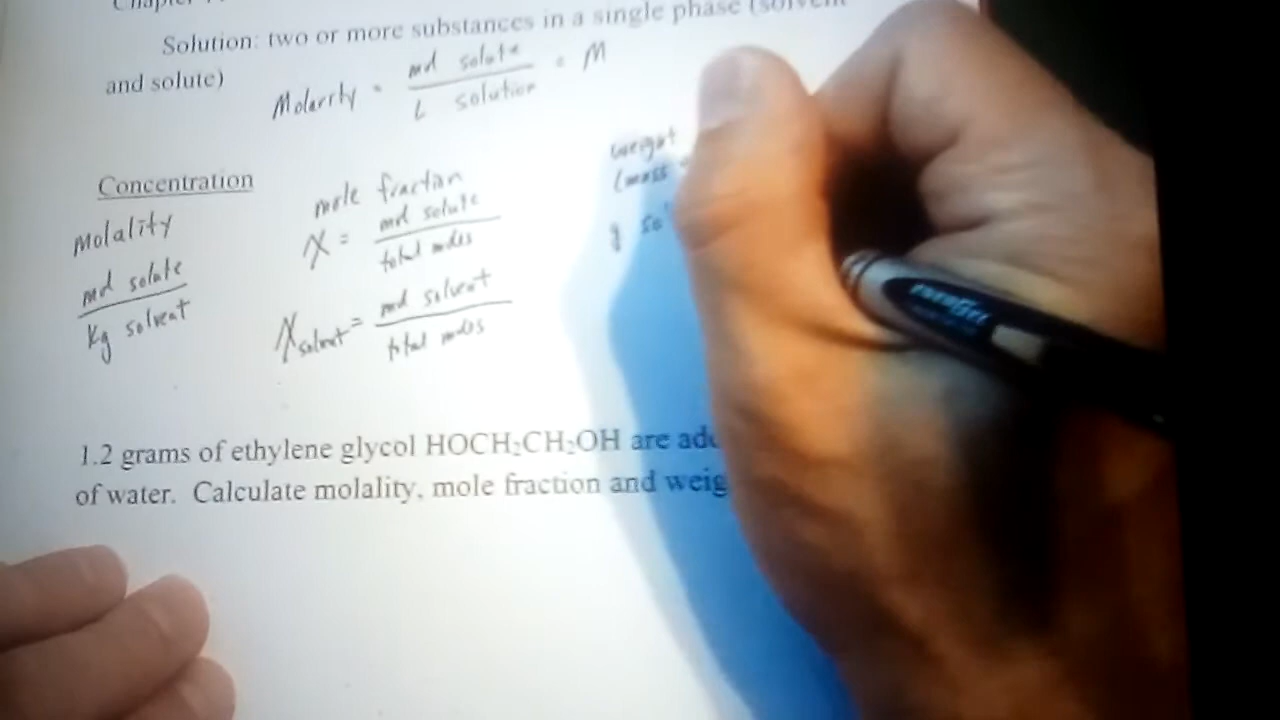 Solution: two or more substances in a single phase (solvent
and solute)
Molarity = mol solute / L solution = M
Concentration
Molality
mol solute
Kg solvent
mole fraction
X = mol solute / total moles
X solvent = mol solvent / total moles
weight
(mass
g
1.2 grams of ethylene glycol HOCH2CH2OH are
of water. Calculate molality, mole fraction and